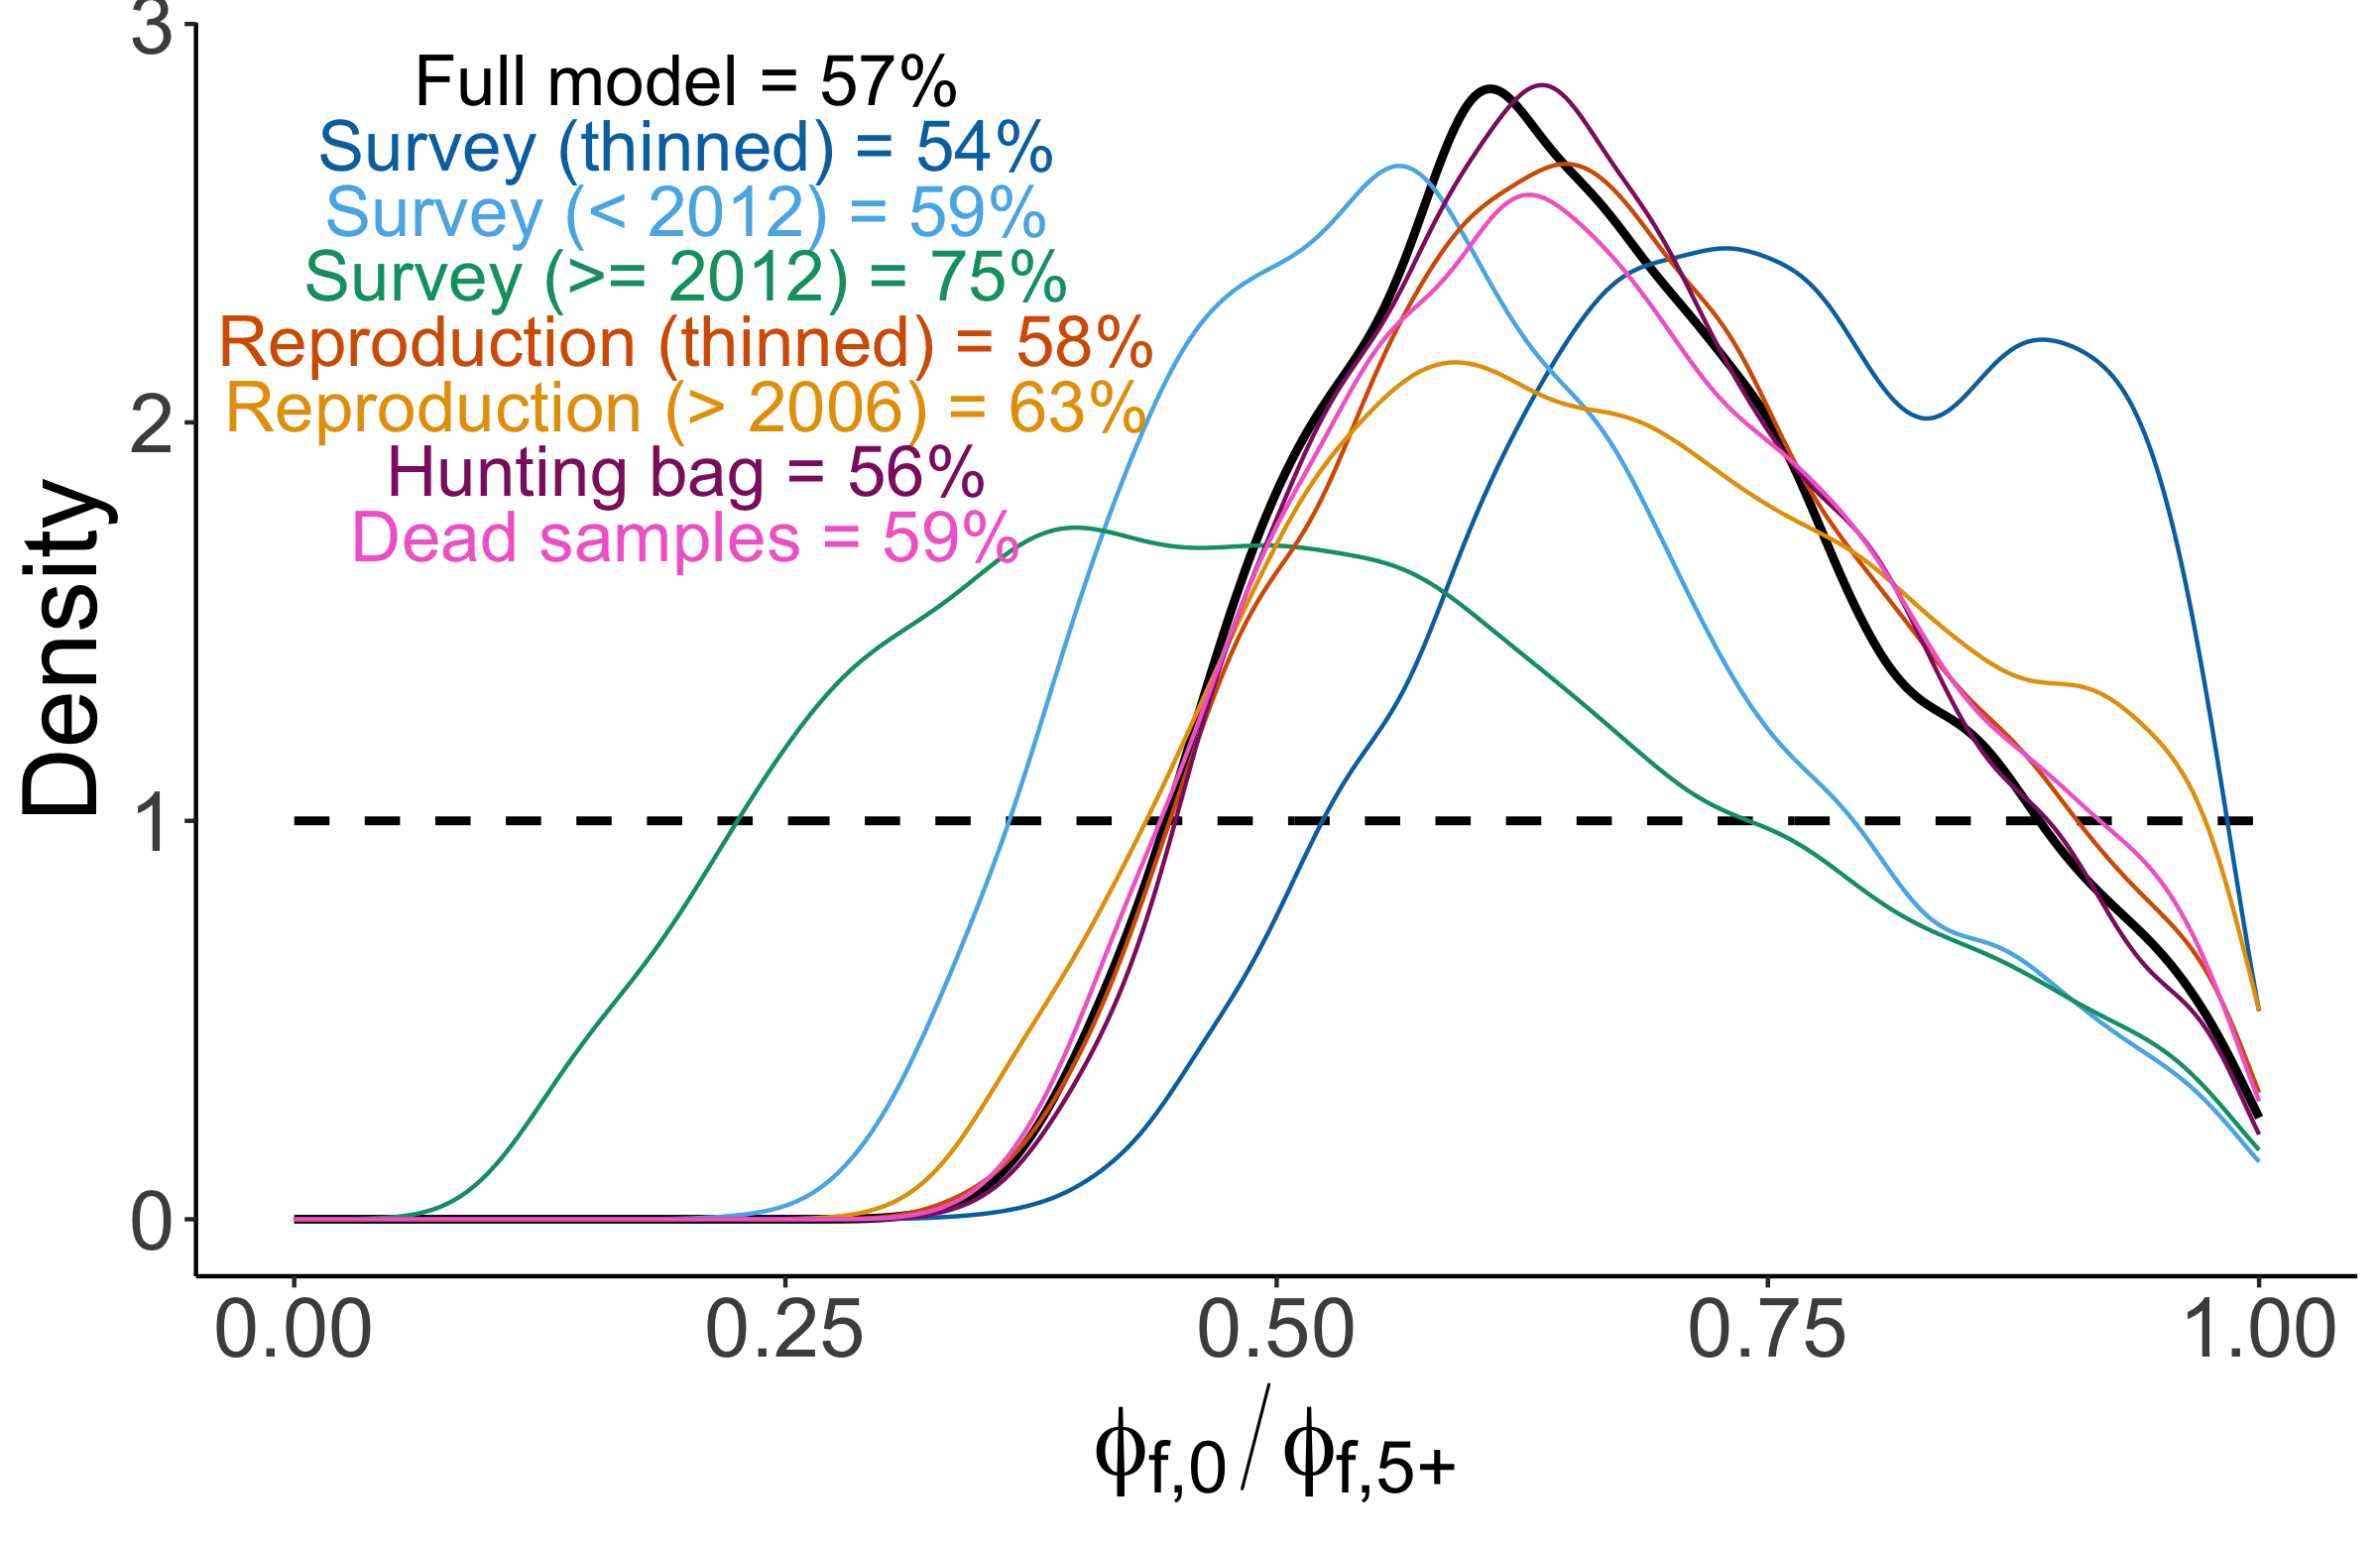 3
Full model = 57%
Survey (thinned) = 54%
Survey (< 2012) = 59%
Survey (>= 2012) = 75%
Reproduction (thinned) = 58%
Reproduction (> 2006) = 63%
Hunting bag = 56%
Dead samples = 59%
2
1
0
Density
0.00 0.25 0.50 0.75 1.00
ϕf,0/ϕf,5+